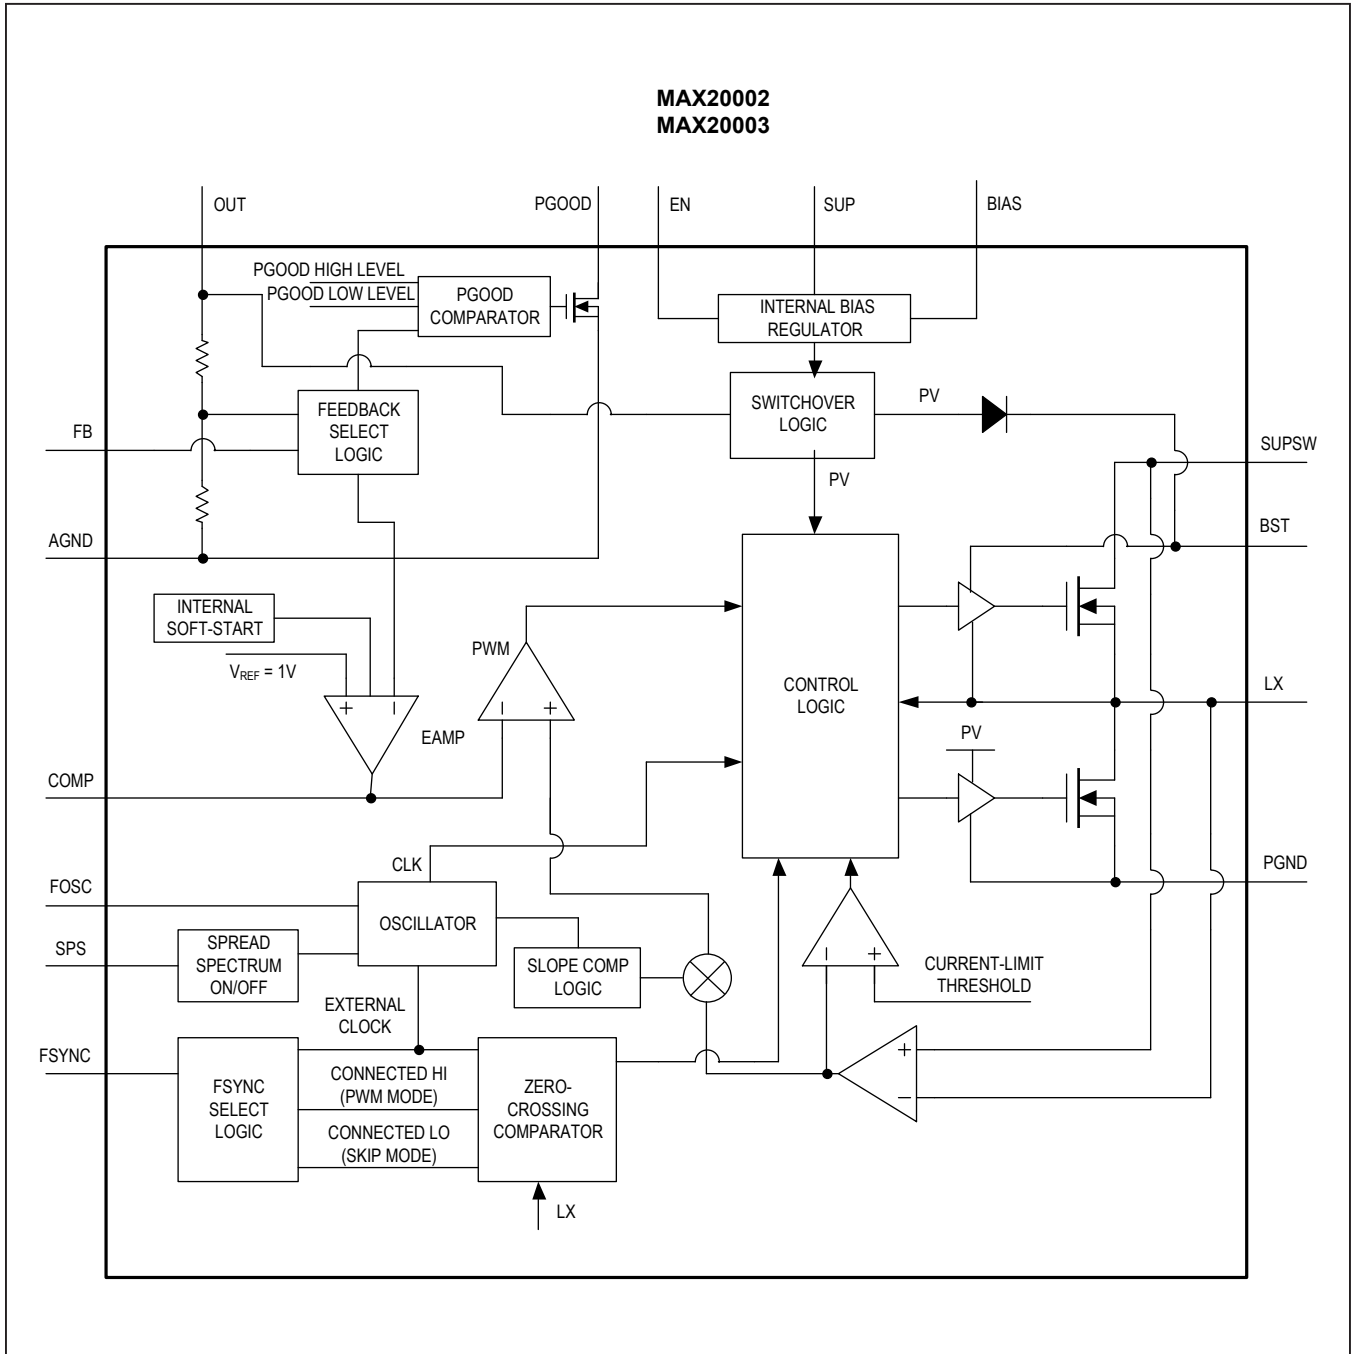 MAX20002
MAX20003
OUT
PGOOD
EN
SUP
BIAS
PGOOD HIGH LEVEL
PGOOD LOW LEVEL
PGOOD
COMPARATOR
INTERNAL BIAS
REGULATOR
FEEDBACK
SELECT
LOGIC
SWITCHOVER
LOGIC
PV
FB
SUPSW
PV
AGND
BST
INTERNAL
SOFT-START
VREF = 1V
PWM
CONTROL
LOGIC
LX
+
–
–
+
EAMP
PV
COMP
CLK
FOSC
PGND
OSCILLATOR
SPS
SPREAD
SPECTRUM
ON/OFF
SLOPE COMP
LOGIC
–
+
CURRENT-LIMIT
THRESHOLD
EXTERNAL
CLOCK
FSYNC
FSYNC
SELECT
LOGIC
CONNECTED HI
(PWM MODE)
CONNECTED LO
(SKIP MODE)
ZERO-
CROSSING
COMPARATOR
+
–
LX